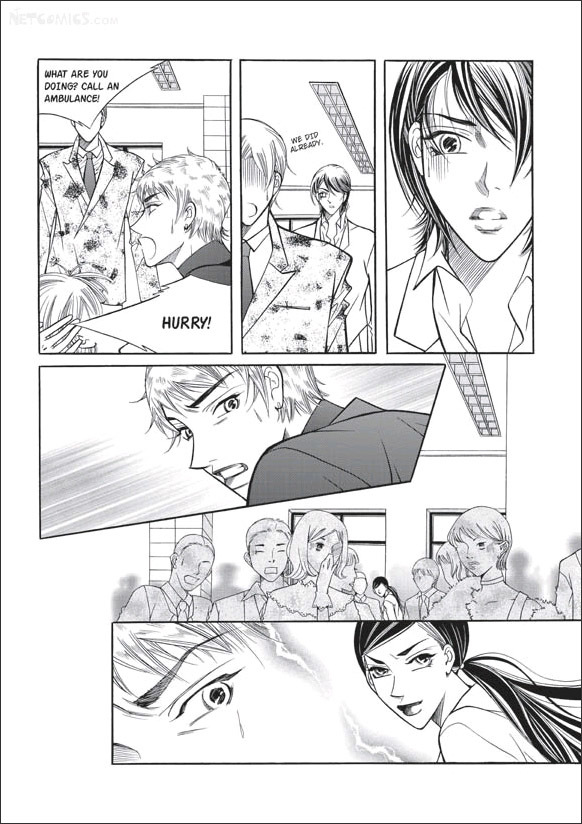 NETCOMICS.COM
WHAT ARE YOU
DOING? CALL AN
AMBULANCE!
HURRY!
WE DID
ALREADY.